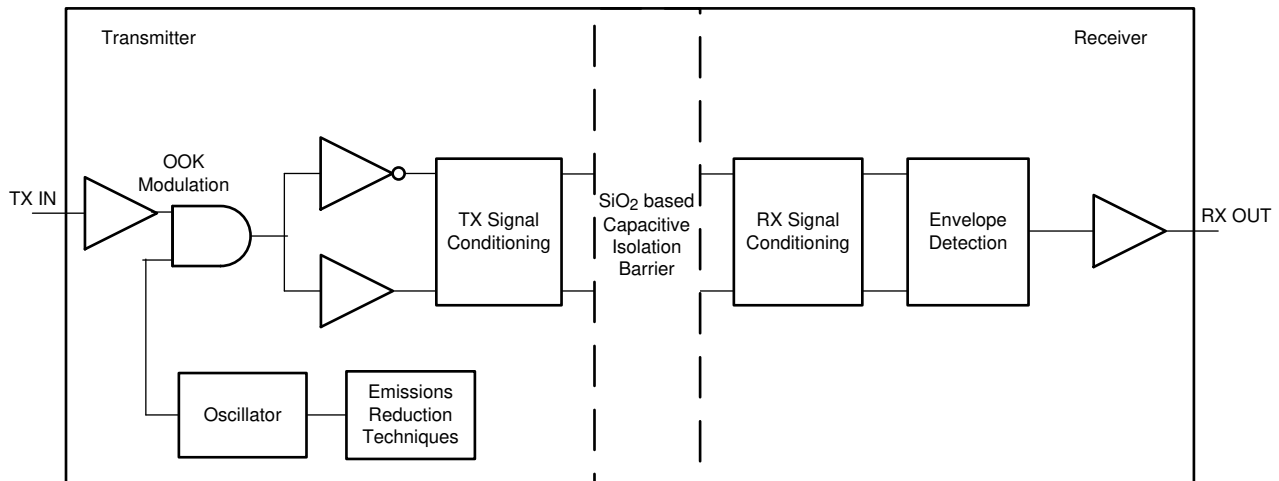 Transmitter
Receiver
OOK
Modulation
TX IN
TX Signal
Conditioning
SiO2 based
Capacitive
Isolation
Barrier
RX Signal
Conditioning
Envelope
Detection
RX OUT
Oscillator
Emissions
Reduction
Techniques